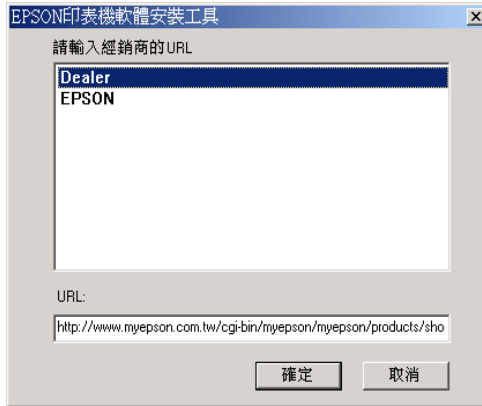 EPSON印表機軟體安裝工具
請輸入經銷商的URL
Dealer
EPSON
URL:
http://www.myepson.com.tw/cgi-bin/myepson/myepson/products/sho
確定
取消